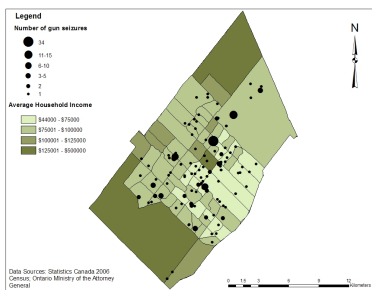 Legend
Number of gun seizures
34
11-15
6-10
3-5
2
1
Average Household Income
$44000 - $75000
$75001 - $100000
$100001 - $125000
$125001 - $500000
N
Data Sources: Statistics Canada 2006
Census, Ontario Ministry of the Attorney
General
0 1.5 3 6 9 12
Kilometers